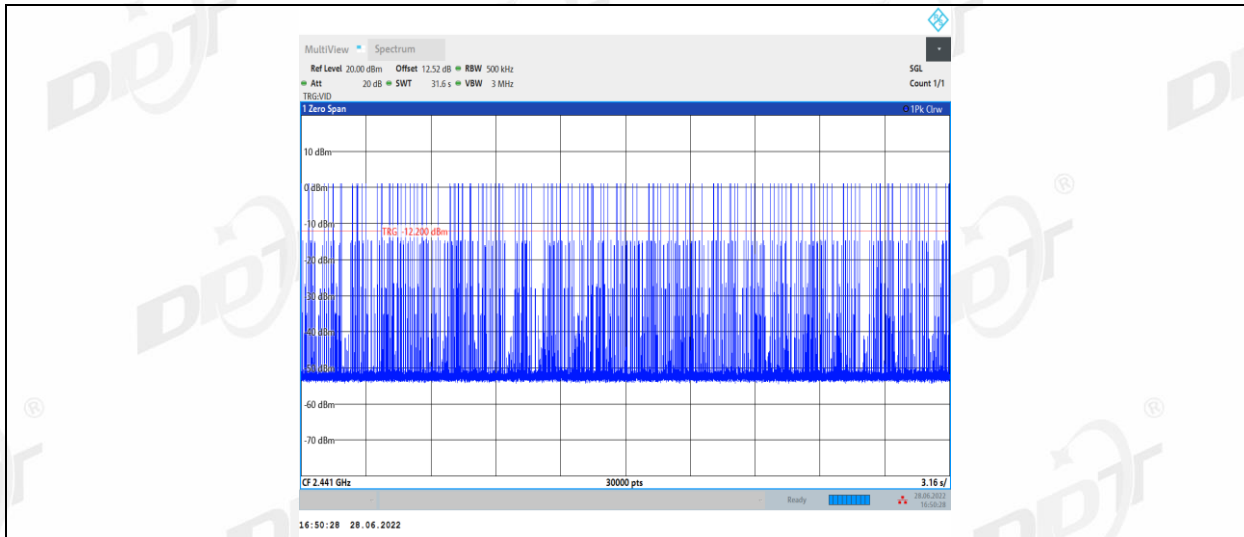 MultiView Spectrum
Ref Level 20.00 dBm Offset 12.52 dB RBW 500 kHz SGL
Att 20 dB SWT 31.6 s VBW 3 MHz Count 1/1
TRG:VID
1 Zero Span 1Pk Clrw
10 dBm
0 dBm
-10 dBm
TRG -12.200 dBm
-20 dBm
-30 dBm
-40 dBm
-60 dBm
-70 dBm
CF 2.441 GHz 30000 pts 3.16 s/
Ready 28.06.2022
16:50:28
16:50:28 28.06.2022
DDT ®